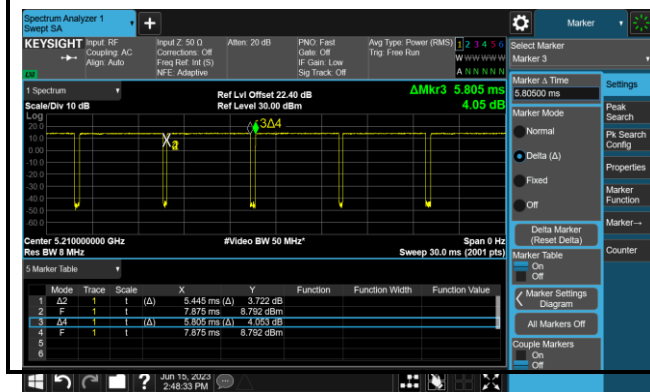 Spectrum Analyzer 1
Swept SA
Marker
KEYSIGHT
Input: RF
Coupling: AC
Align: Auto
Input Z: 50 Ω
Corrections: Off
Freq Ref: Int (S)
NFE: Adaptive
Atten: 20 dB
PNO: Fast
Gate: Off
IF Gain: Low
Sig Track: Off
Avg Type: Power (RMS)
Trig: Free Run
1 2 3 4 5 6
W W W W W W
A N N N N N
Select Marker
Marker 3
1 Spectrum
Scale/Div 10 dB
Ref Lvl Offset 22.40 dB
Ref Level 30.00 dBm
ΔMkr3 5.805 ms
4.05 dB
Log
20.0
10.0
0.00
-10.0
-20.0
-30.0
-40.0
-50.0
-60.0
3Δ4
Center 5.210000000 GHz
Res BW 8 MHz
#Video BW 50 MHz*
Span 0 Hz
Sweep 30.0 ms (2001 pts)
5 Marker Table
Mode Trace Scale X Y Function Function Width Function Value
1 Δ2 1 t (Δ) 5.445 ms (Δ) 3.722 dB
2 F 1 t 7.875 ms 8.792 dBm
3 Δ4 1 t (Δ) 5.805 ms (Δ) 4.053 dB
4 F 1 t 7.875 ms 8.792 dBm
5
6
Marker Δ Time
5.80500 ms
Marker Mode
Normal
Delta (Δ)
Fixed
Off
Delta Marker
(Reset Delta)
Marker Table
On
Off
Marker Settings
Diagram
All Markers Off
Couple Markers
On
Off
Settings
Peak
Search
Pk Search
Config
Properties
Marker
Function
Marker→
Counter
?
Jun 15, 2023
2:48:33 PM